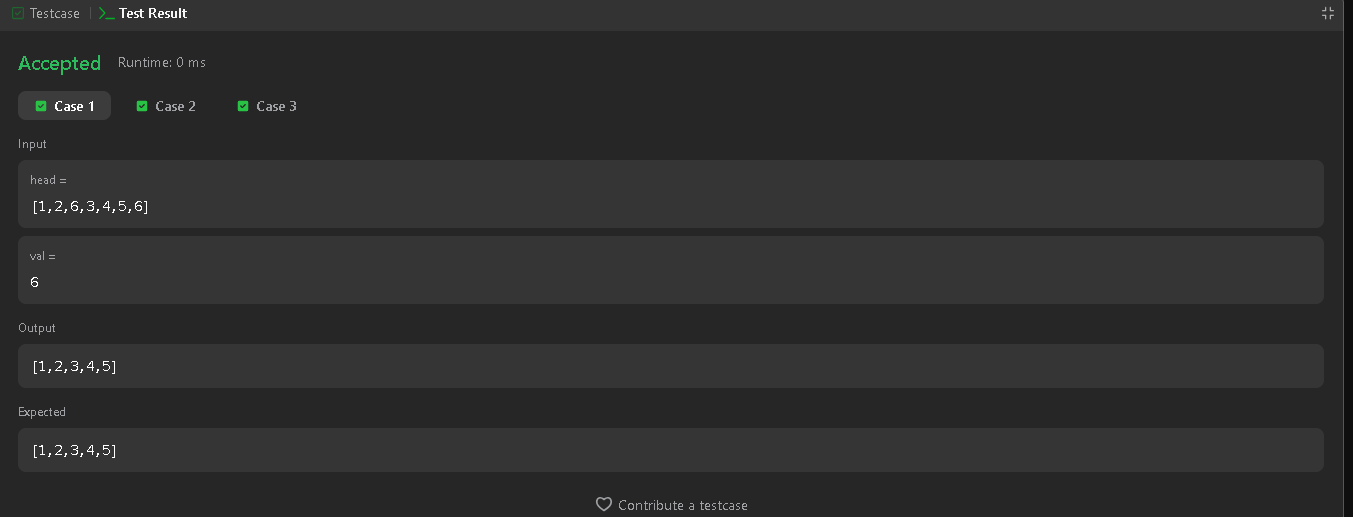 Testcase | Test Result
Accepted Runtime: 0 ms
Case 1 Case 2 Case 3
Input
head =
[1,2,6,3,4,5,6]
val =
6
Output
[1,2,3,4,5]
Expected
[1,2,3,4,5]
Contribute a testcase